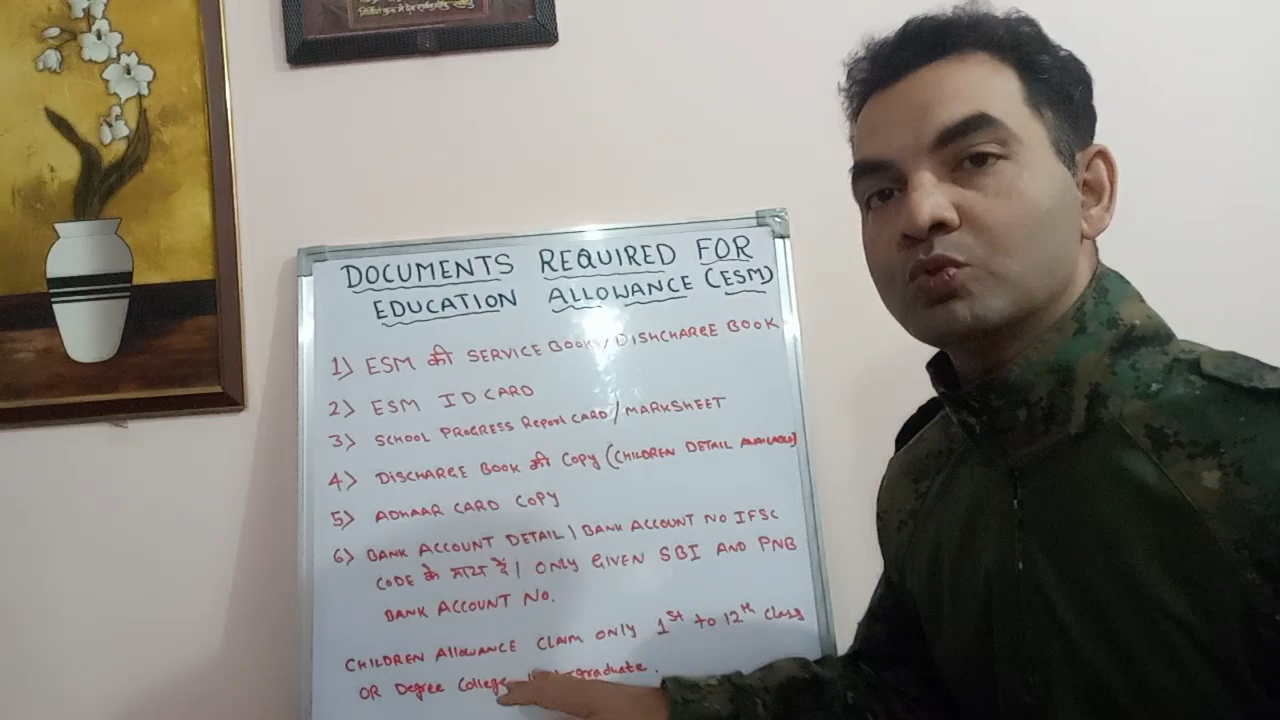 DOCUMENTS REQUIRED FOR
EDUCATION ALLOWANCE (ESM)
1) ESM की SERVICE BOOK / DISHCHARGE BOOK
2) ESM ID CARD
3) SCHOOL PROGRESS Report CARD / MARKSHEET
4) DISCHARGE BOOK की COPY (CHILDREN DETAIL AVAILABLE)
5) ADHAAR CARD COPY
6) BANK ACCOUNT DETAIL / BANK ACCOUNT NO IFSC
CODE के साथ दें | ONLY GIVEN SBI AND PNB
BANK ACCOUNT NO.
CHILDREN Allowance CLAIM ONLY 1st to 12th class
OR Degree College graduate.